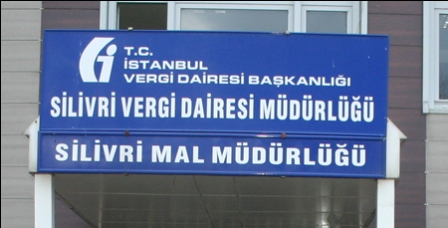 T.C.
İSTANBUL
VERGİ DAİRESİ BAŞKANLIĞI
SİLİVRİ VERGİ DAİRESİ MÜDÜRLÜĞÜ
SİLİVRİ MAL MÜDÜRLÜĞÜ